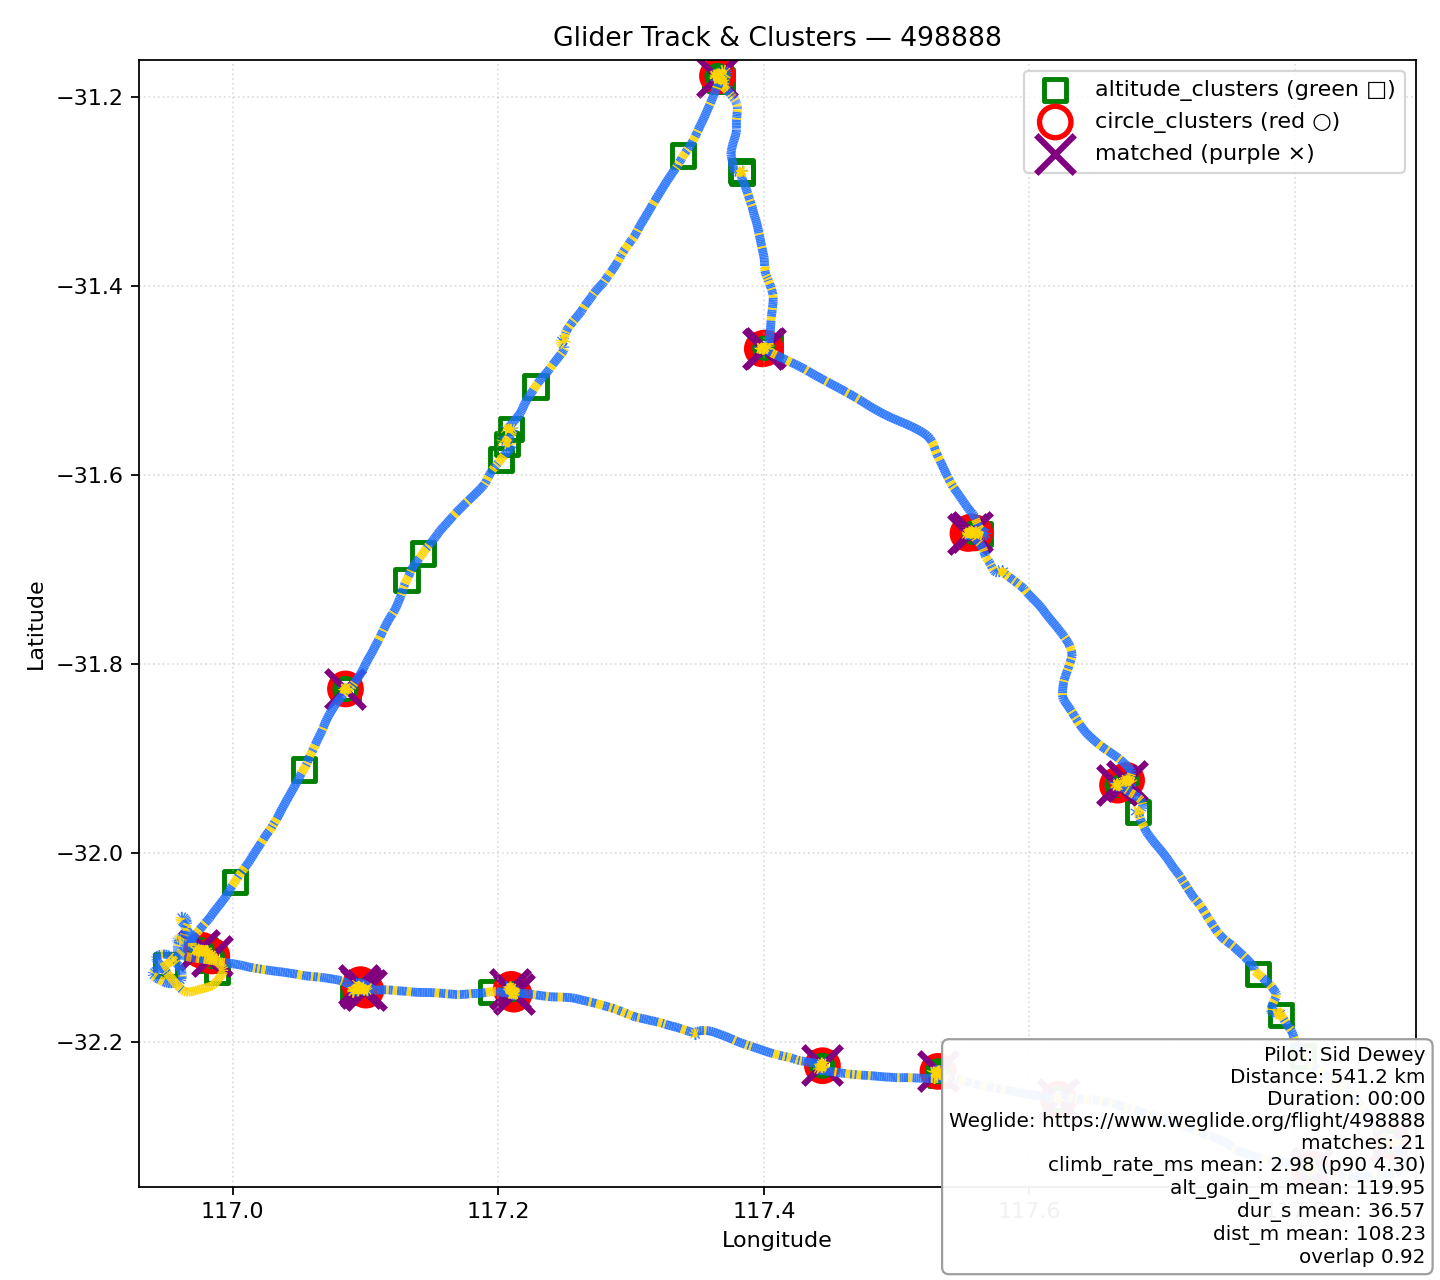 Glider Track & Clusters — 498888
altitude_clusters (green □)
circle_clusters (red ○)
matched (purple ×)
Latitude
−31.2
−31.4
−31.6
−31.8
−32.0
−32.2
117.0
117.2
117.4
117.6
Longitude
Pilot: Sid Dewey
Distance: 541.2 km
Duration: 00:00
Weglide: https://www.weglide.org/flight/498888
matches: 21
climb_rate_ms mean: 2.98 (p90 4.30)
alt_gain_m mean: 119.95
dur_s mean: 36.57
dist_m mean: 108.23
overlap 0.92